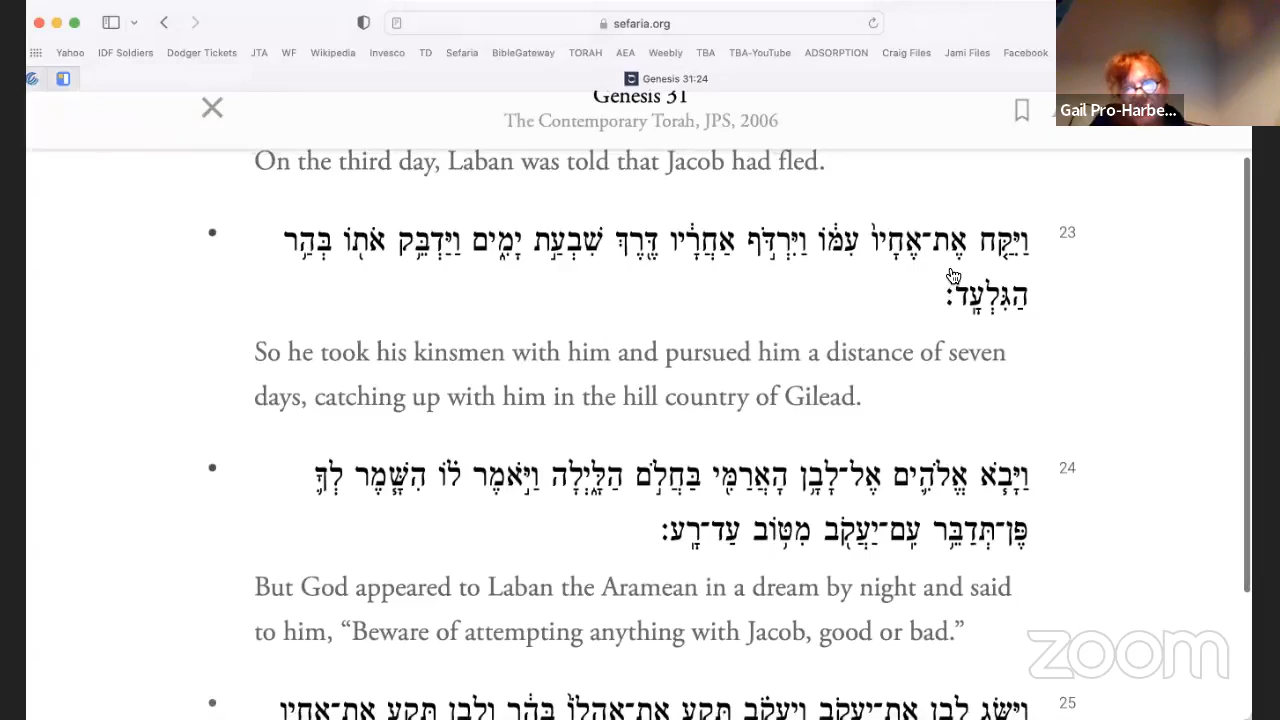 sefaria.org
Yahoo IDF Soldiers Dodger Tickets JTA WF Wikipedia Invesco TD Sefaria BibleGateway TORAH AEA Weebly TBA TBA-YouTube ADSORPTION Craig Files Jami Files Facebook
Genesis 31:24
Genesis 31
The Contemporary Torah, JPS, 2006
Gail Pro-Harbe...
On the third day, Laban was told that Jacob had fled.
23
וַיִּקַּ֤ח אֶת־אֶחָיו֙ עִמּ֔וֹ וַיִּרְדֹּ֣ף אַחֲרָ֔יו דֶּ֖רֶךְ שִׁבְעַ֣ת יָמִ֑ים וַיַּדְבֵּ֥ק אֹת֖וֹ בְּהַ֥ר
הַגִּלְעָֽד׃
So he took his kinsmen with him and pursued him a distance of seven
days, catching up with him in the hill country of Gilead.
24
וַיָּבֹ֧א אֱלֹהִ֛ים אֶל־לָבָ֥ן הָאֲרַמִּ֖י בַּחֲלֹ֣ם הַלָּ֑יְלָה וַיֹּ֣אמֶר ל֗וֹ הִשָּׁ֧מֶר לְךָ֛
פֶּן־תְּדַבֵּ֥ר עִֽם־יַעֲקֹ֖ב מִטּ֥וֹב עַד־רָֽע׃
But God appeared to Laban the Aramean in a dream by night and said
to him, “Beware of attempting anything with Jacob, good or bad.”
25
וַיַּשֵּׂ֥ג לָבָ֖ן אֶֽת־יַעֲקֹ֑ב וְיַעֲקֹ֗ב תָּקַ֤ע אֶֽת־אׇהֳלוֹ֙ בָּהָ֔ר וְלָבָ֛ן תָּקַ֥ע אֶת־אֶחָ֖יו
zoom